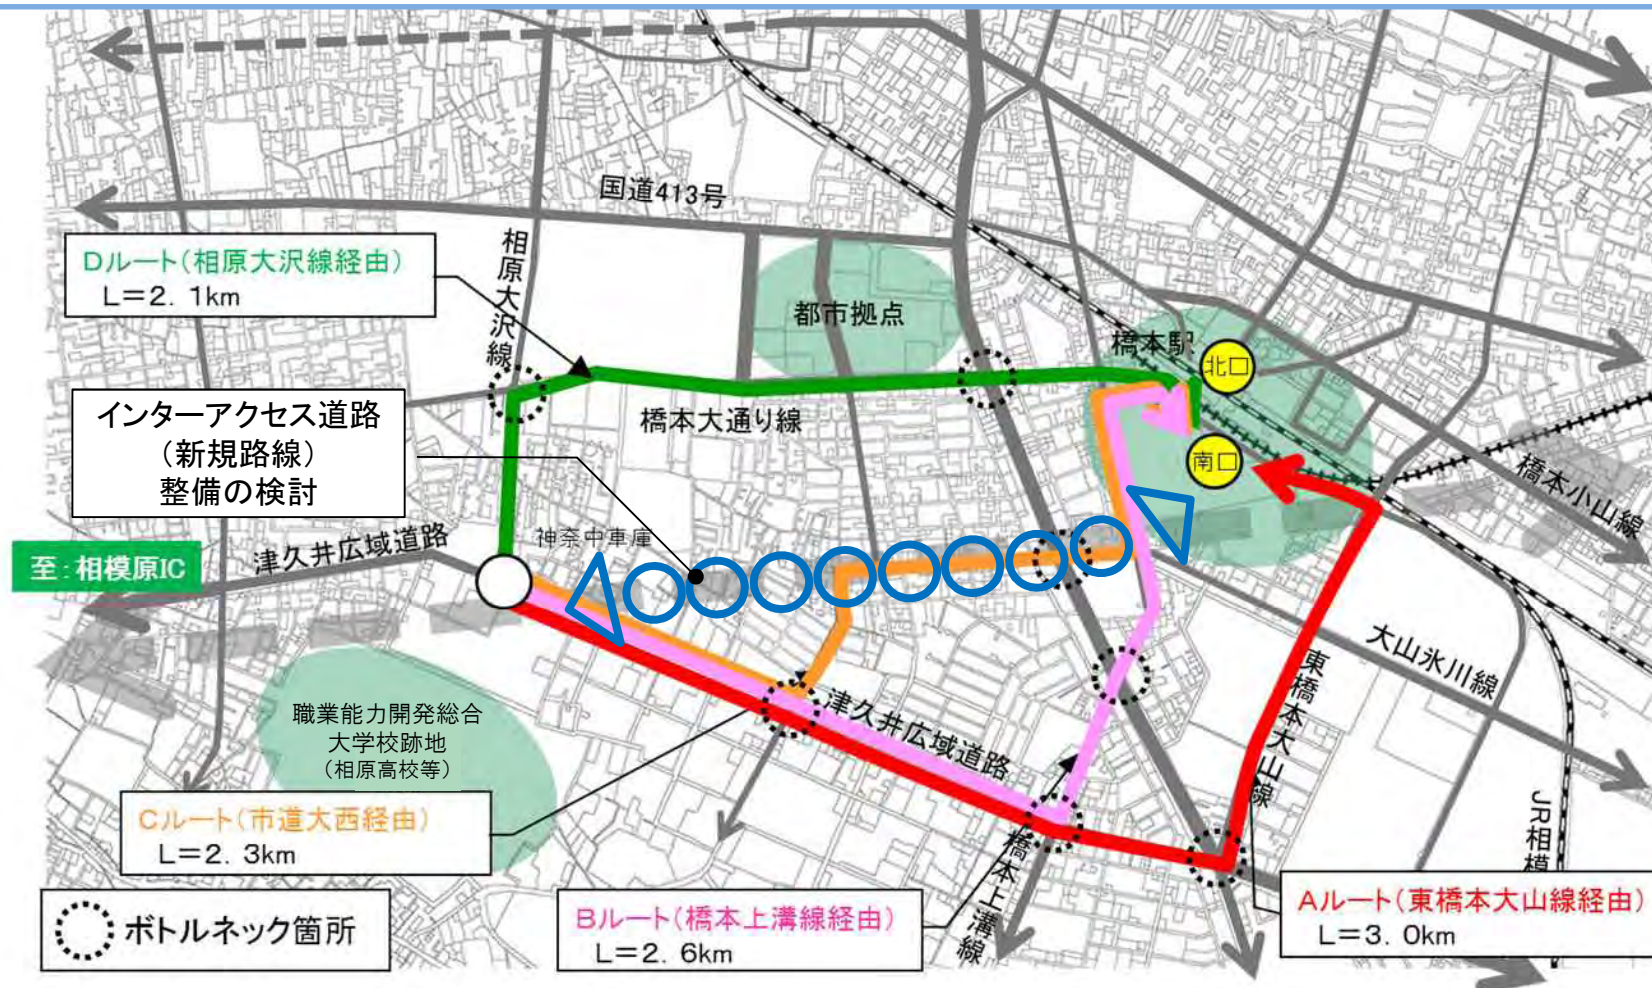 国道413号
Dルート(相原大沢線経由)
L=2.1km
相原大沢線
都市拠点
橋本駅
北口
インターアクセス道路
(新規路線)
整備の検討
橋本大通り線
南口
橋本小山線
神奈中車庫
津久井広域道路
至:相模原IC
大山氷川線
東橋本大山線
職業能力開発総合
大学校跡地
(相原高校等)
津久井広域道路
Cルート(市道大西経由)
L=2.3km
橋本上溝線
JR相模
Bルート(橋本上溝線経由)
L=2.6km
Aルート(東橋本大山線経由)
L=3.0km
ボトルネック箇所